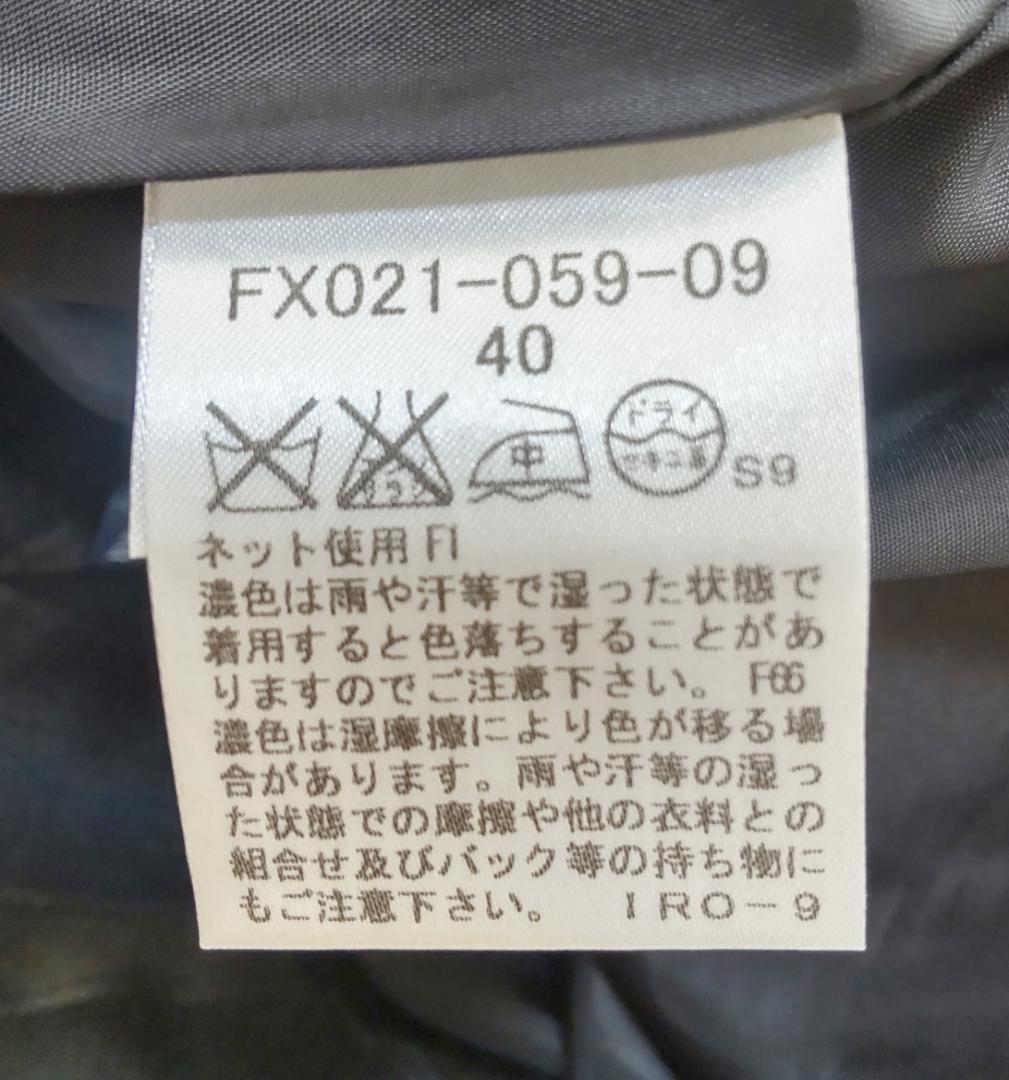 FX021-059-09
40
中
ドライ
セキユ系
S9
ネット使用 F1
濃色は雨や汗等で湿った状態で
着用すると色落ちすることがあ
りますのでご注意下さい。 F66
濃色は湿摩擦により色が移る場
合があります。雨や汗等の湿っ
た状態での摩擦や他の衣料との
組合せ及びバック等の持ち物に
もご注意下さい。 IRO-9